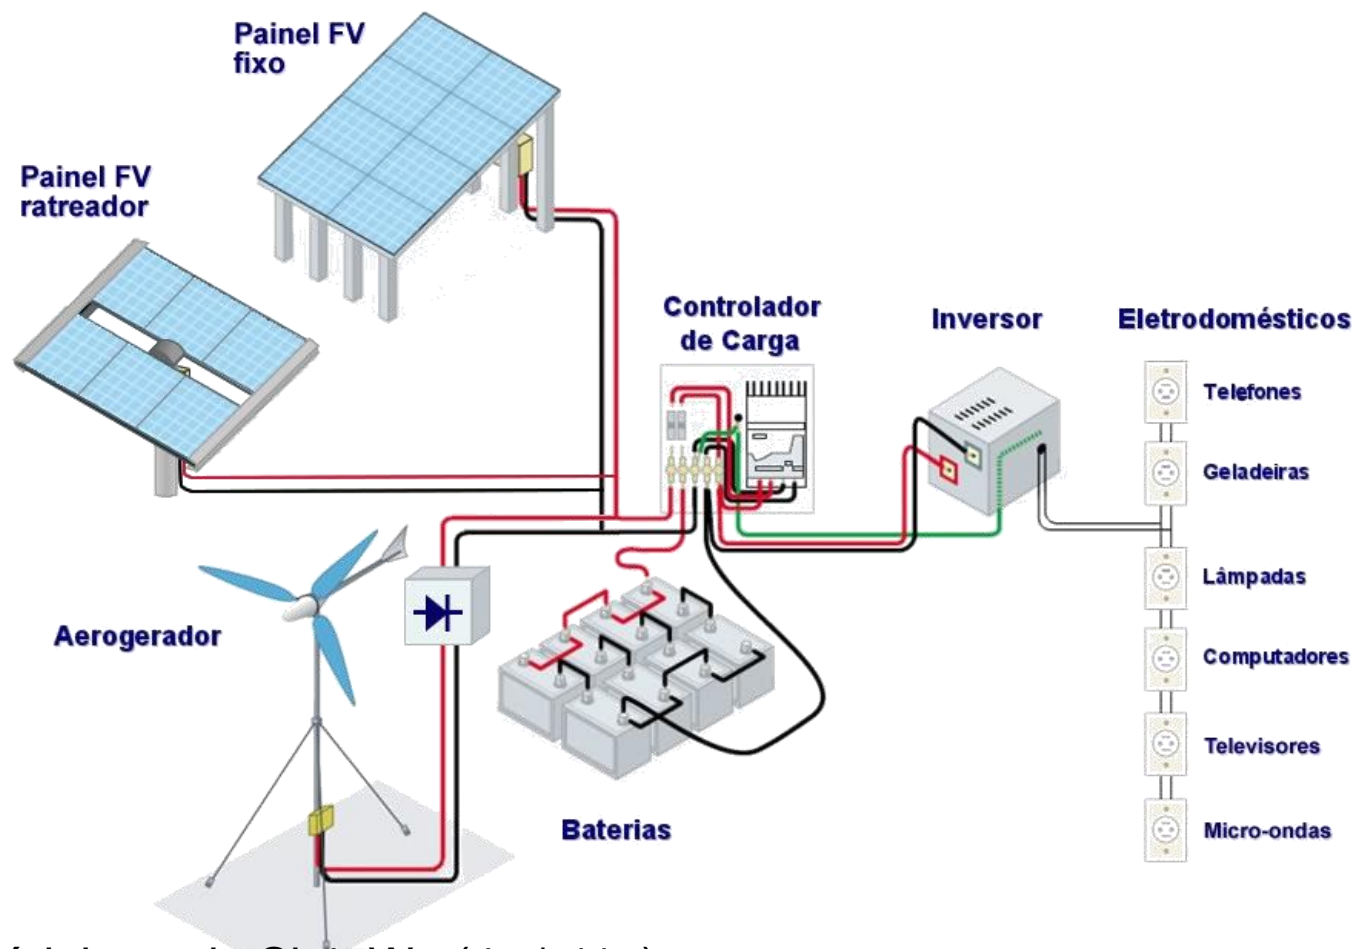 Painel FV
fixo
Painel FV
ratreador
Controlador
de Carga
Inversor
Eletrodomésticos
Telefones
Geladeiras
Lâmpadas
Computadores
Televisores
Micro-ondas
Aerogerador
Baterias